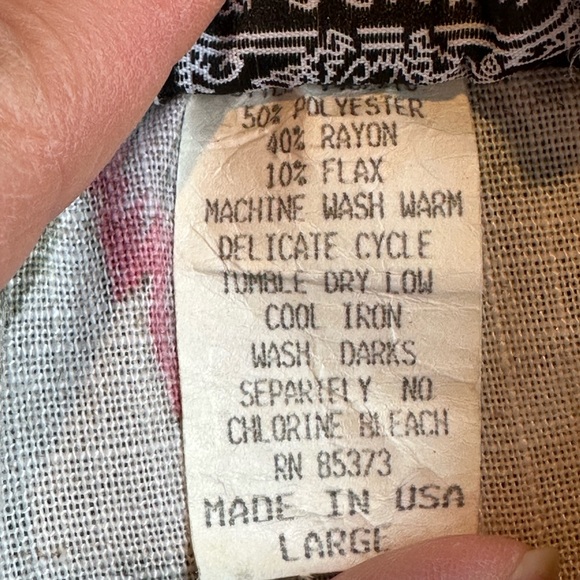 50% POLYESTER
40% RAYON
10% FLAX
MACHINE WASH WARM
DELICATE CYCLE
TUMBLE DRY LOW
COOL IRON
WASH DARKS
SEPARTELY NO
CHLORINE BLEACH
RN 85373
MADE IN USA
LARGE